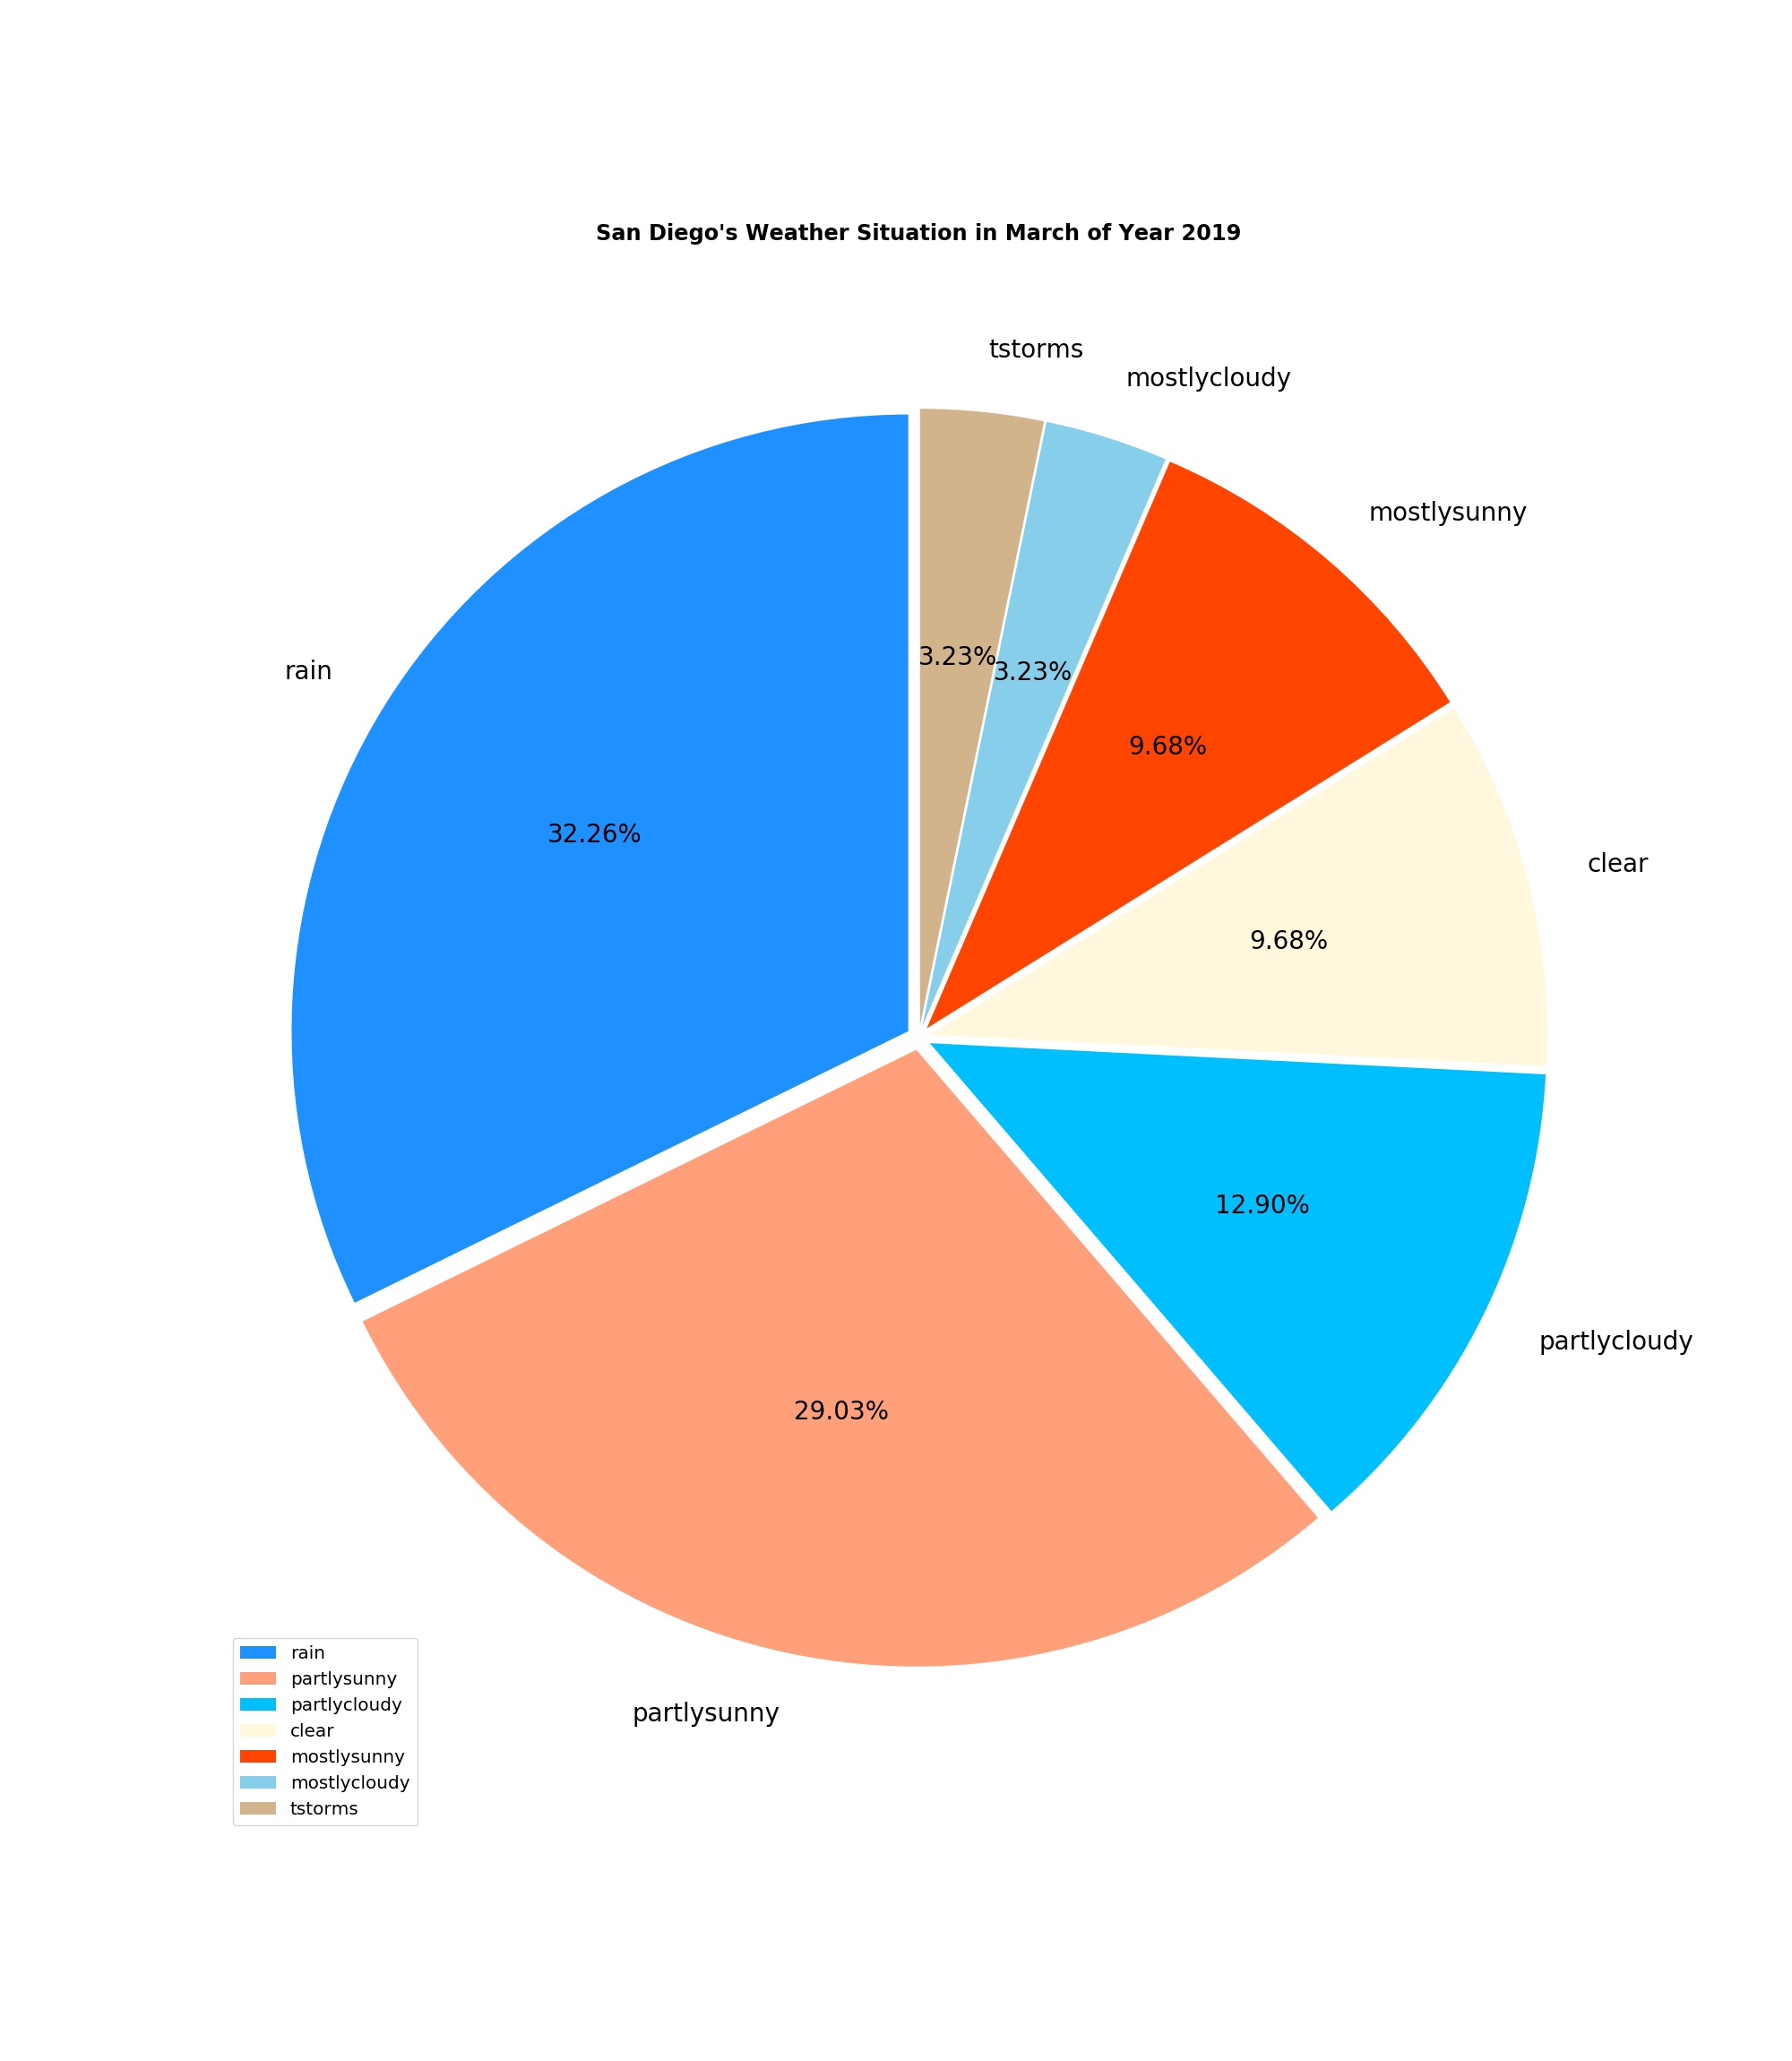 San Diego's Weather Situation in March of Year 2019
tstorms
mostlycloudy
mostlysunny
rain
clear
partlycloudy
partlysunny
3.23%
3.23%
9.68%
32.26%
9.68%
12.90%
29.03%
rain
partlysunny
partlycloudy
clear
mostlysunny
mostlycloudy
tstorms